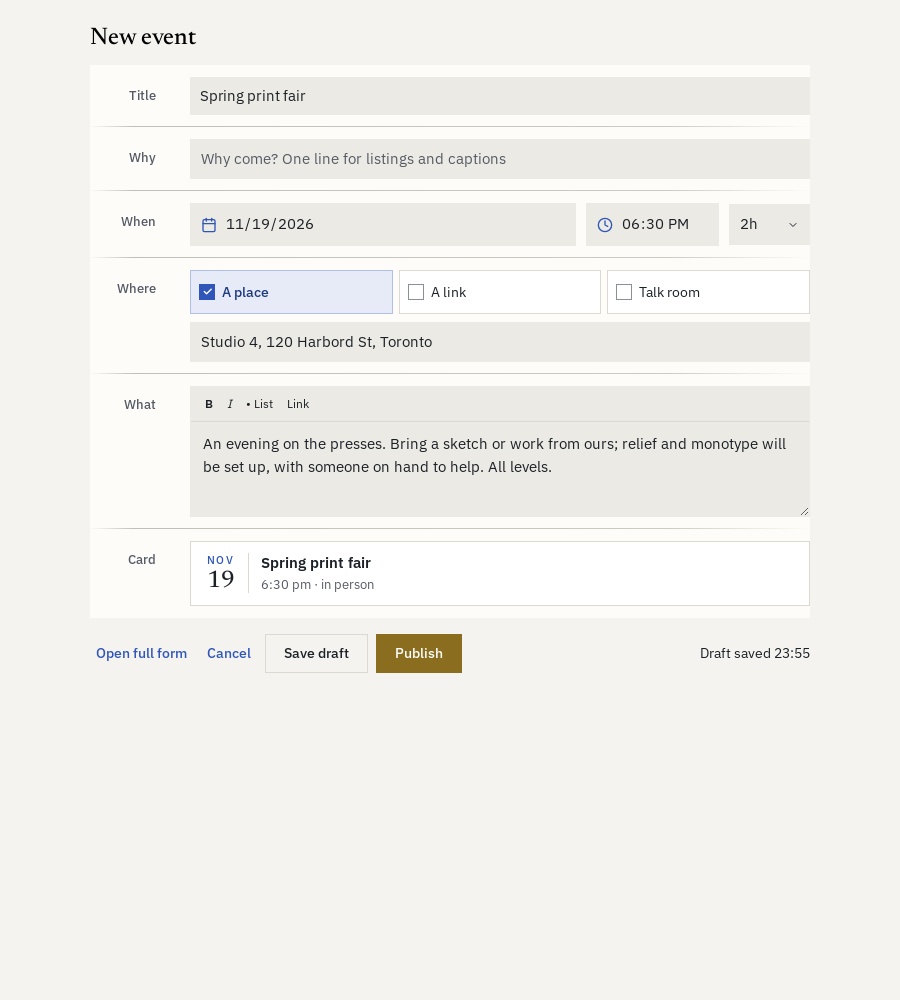 New event
Title
Spring print fair
Why
Why come? One line for listings and captions
When
11/19/2026
06:30 PM
2h
Where
A place
A link
Talk room
Studio 4, 120 Harbord St, Toronto
What
B I • List Link
An evening on the presses. Bring a sketch or work from ours; relief and monotype will
be set up, with someone on hand to help. All levels.
Card
NOV
19
Spring print fair
6:30 pm · in person
Open full form
Cancel
Save draft
Publish
Draft saved 23:55